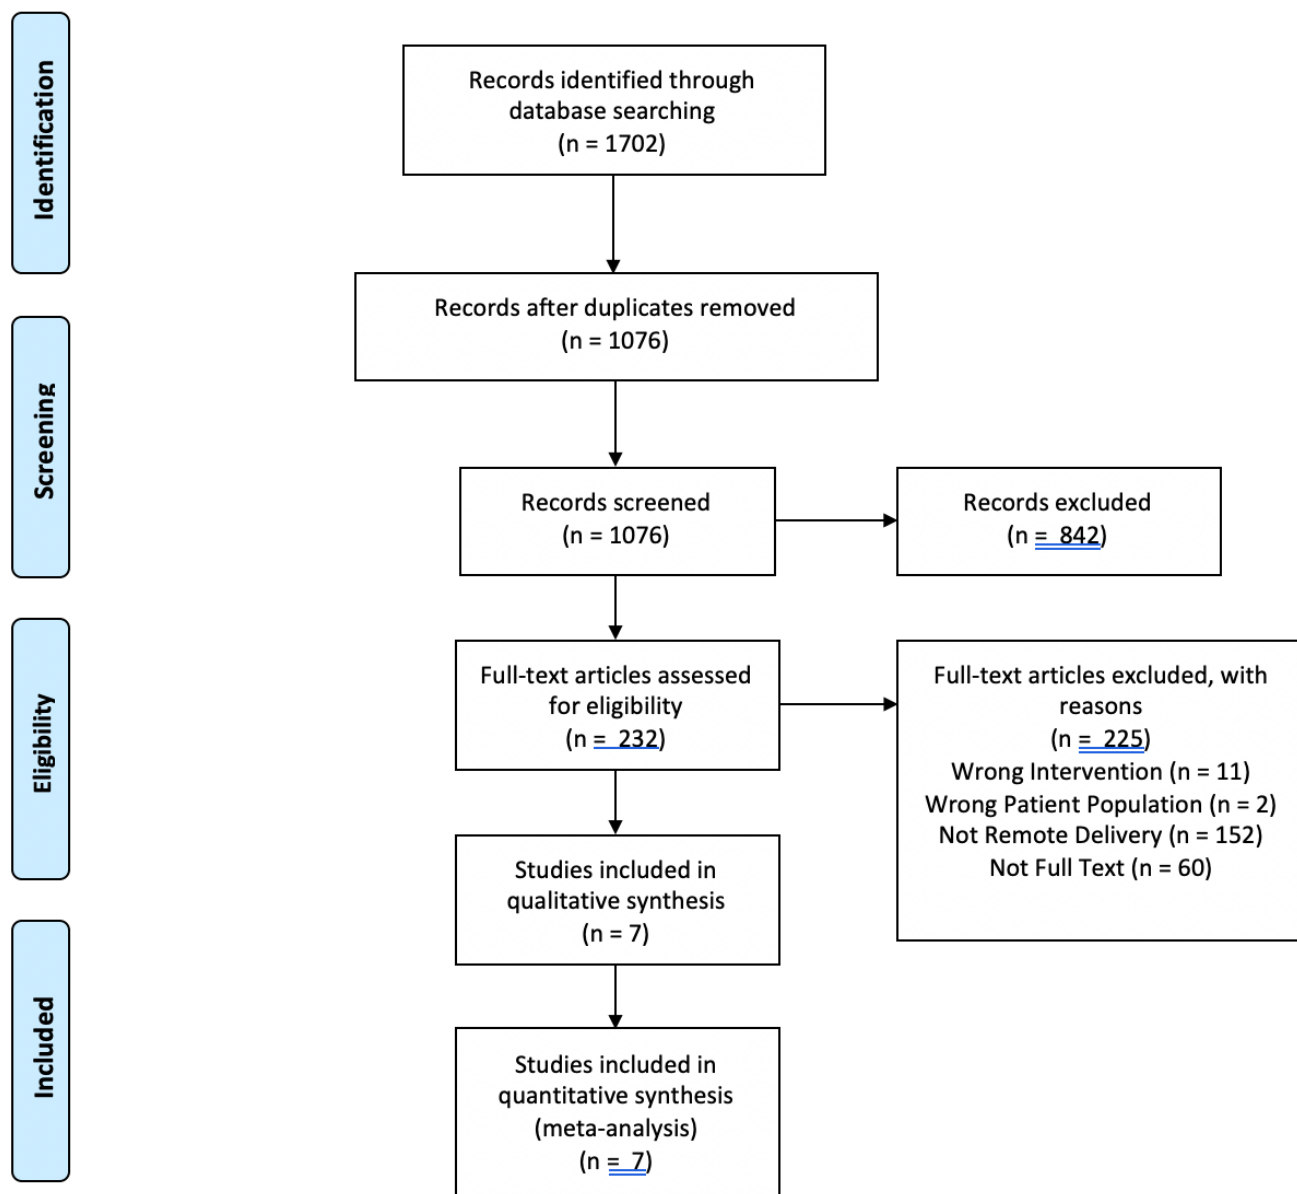 Identification
Records identified through
database searching
(n = 1702)
Records after duplicates removed
(n = 1076)
Screening
Records screened
(n = 1076)
Records excluded
(n = 842)
Eligibility
Full-text articles assessed
for eligibility
(n = 232)
Full-text articles excluded, with
reasons
(n = 225)
Wrong Intervention (n = 11)
Wrong Patient Population (n = 2)
Not Remote Delivery (n = 152)
Not Full Text (n = 60)
Studies included in
qualitative synthesis
(n = 7)
Included
Studies included in
quantitative synthesis
(meta-analysis)
(n = 7)